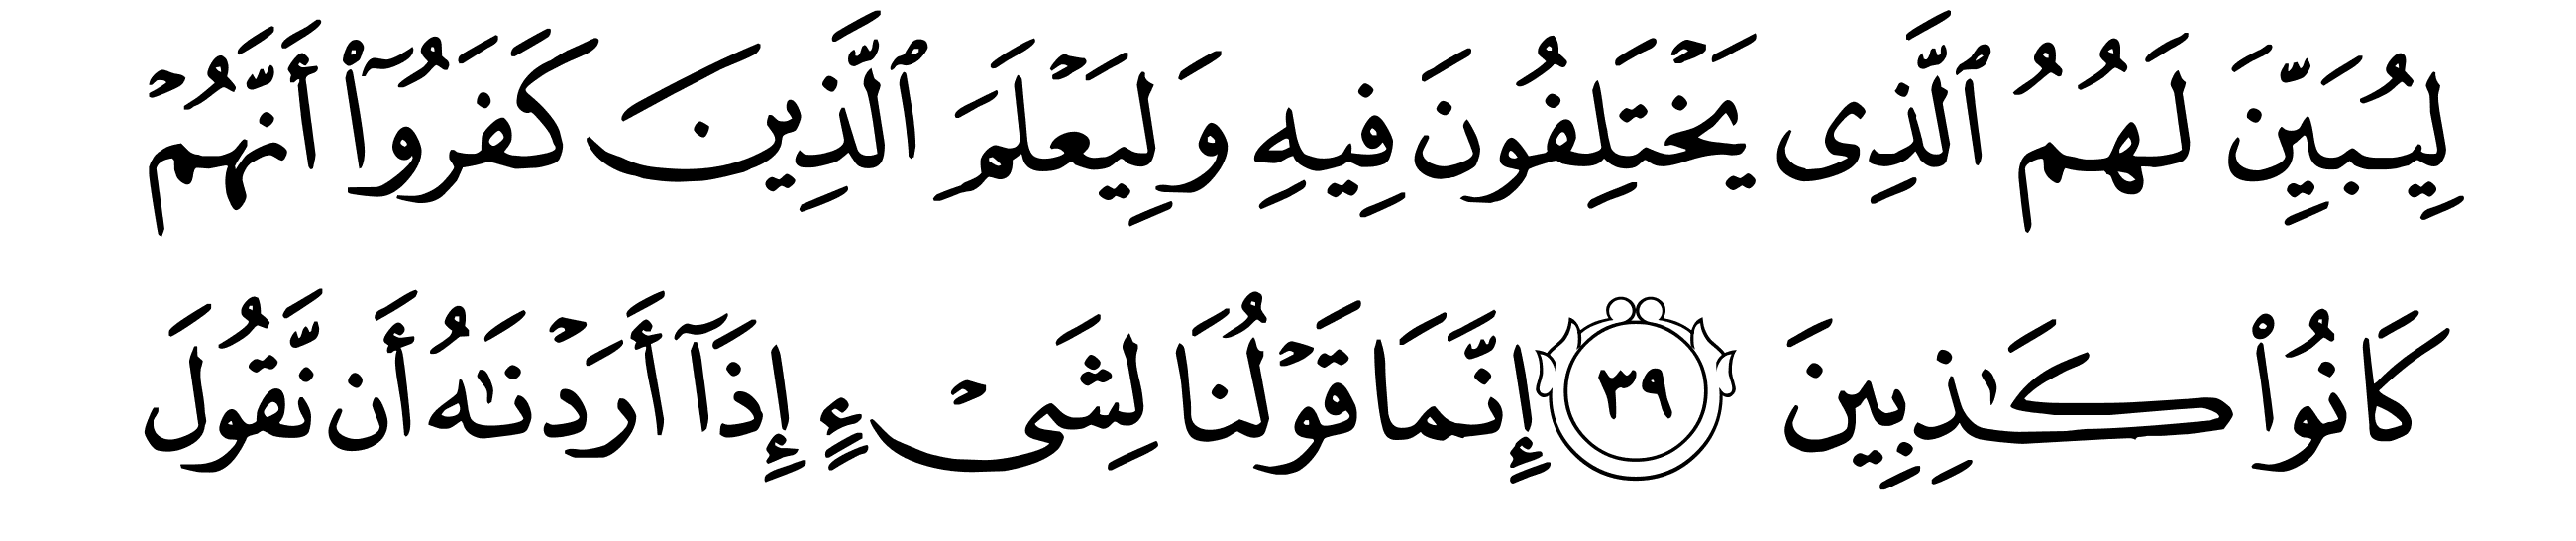 لِيُبَيِّنَ لَهُمُ ٱلَّذِى يَخْتَلِفُونَ فِيهِ وَلِيَعْلَمَ ٱلَّذِينَ كَفَرُوٓا۟ أَنَّهُمْ
كَانُوا۟ كَـٰذِبِينَ ٣٩ إِنَّمَا قَوْلُنَا لِشَىْءٍ إِذَآ أَرَدْنَـٰهُ أَن نَّقُولَ